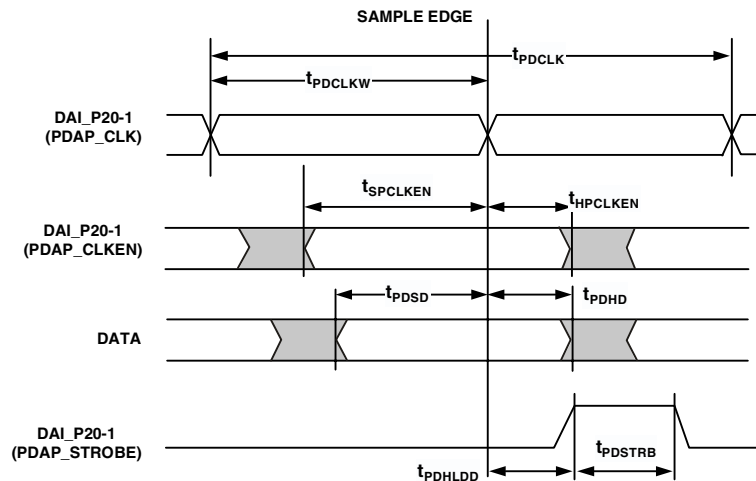 SAMPLE EDGE
tPDCLK
tPDCLKW
DAI_P20-1
(PDAP_CLK)
tSPCLKEN
tHPCLKEN
DAI_P20-1
(PDAP_CLKEN)
tPDSD
tPDHD
DATA
DAI_P20-1
(PDAP_STROBE)
tPDHLDD
tPDSTRB